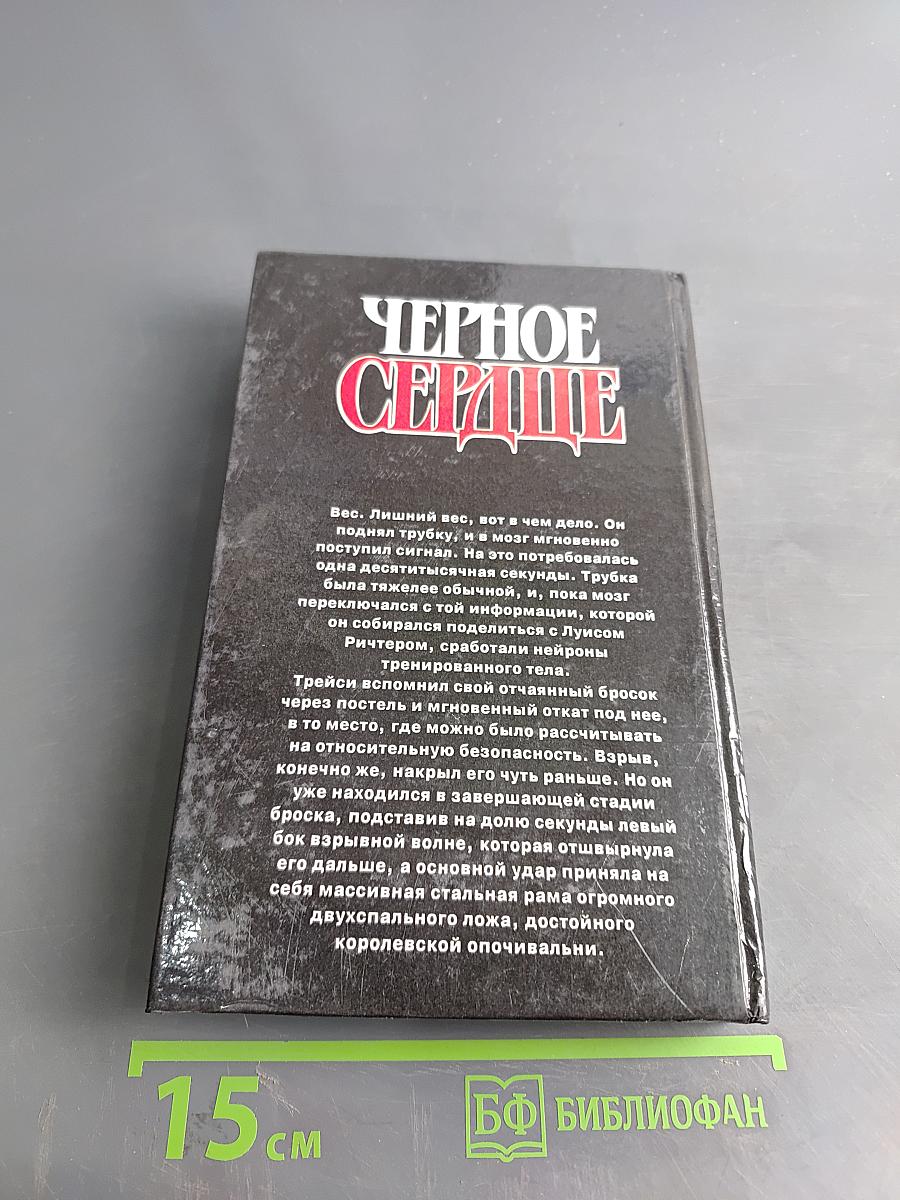 ЧЕРНОЕ
СЕРДЦЕ
Вес. Лишний вес, вот в чем дело. Он
поднял трубку, и в мозг мгновенно
поступил сигнал. На это потребовалась
одна десятитысячная секунды. Трубка
была тяжелее обычной, и, пока мозг
переключался с той информации, которой
он собирался поделиться с Луисом
Ричтером, сработали нейроны
тренированного тела.
Трейси вспомнил свой отчаянный бросок
через постель и мгновенный откат под нее,
в то место, где можно было рассчитывать
на относительную безопасность. Взрыв,
конечно же, накрыл его чуть раньше. Но он
уже находился в завершающей стадии
броска, подставив на долю секунды левый
бок взрывной волне, которая отшвырнула
его дальше, а основной удар приняла на
себя массивная стальная рама огромного
двухспального ложа, достойного
королевской опочивальни.
15 см
БФ БИБЛИОФАН